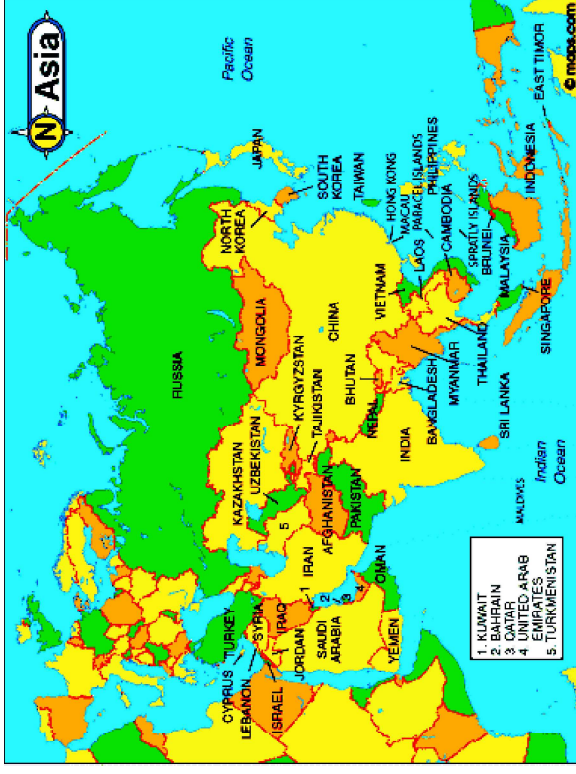 N Asia
Pacific
Ocean
RUSSIA
JAPAN
NORTH
KOREA
SOUTH
KOREA
MONGOLIA
CHINA
TAIWAN
HONG KONG
MACAU
PARACEL ISLANDS
PHILIPPINES
KAZAKHSTAN
UZBEKISTAN
KYRGYZSTAN
TAJIKISTAN
5
AFGHANISTAN
PAKISTAN
BHUTAN
NEPAL
INDIA
BANGLADESH
MYANMAR
THAILAND
VIETNAM
LAOS
CAMBODIA
SPRATLY ISLANDS
BRUNEI
MALAYSIA
SINGAPORE
INDONESIA
EAST TIMOR
SRI LANKA
MALDIVES
Indian
Ocean
TURKEY
CYPRUS
LEBANON
SYRIA
ISRAEL
IRAQ
JORDAN
IRAN
SAUDI
ARABIA
1
2
3
4
OMAN
YEMEN
1. KUWAIT
2. BAHRAIN
3 QATAR
4 UNITED ARAB
EMIRATES
5. TURKMENISTAN
© maps.com